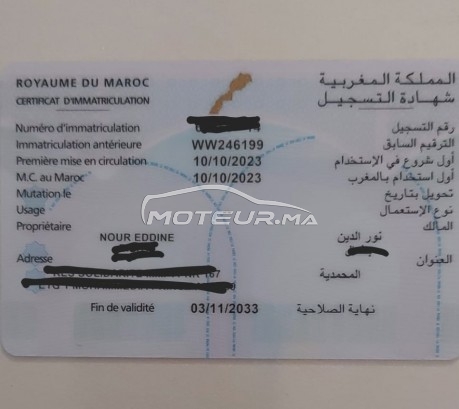 ROYAUME DU MAROC المملكة المغربية
CERTIFICAT D'IMMATRICULATION شهادة التسجيل
Numéro d'immatriculation رقم التسجيل
Immatriculation antérieure WW246199 الترقيم السابق
Première mise en circulation 10/10/2023 أول شروع في الإستخدام
M.C. au Maroc 10/10/2023 أول استخدام بالمغرب
Mutation le تحويل بتاريخ
Usage نوع الإستعمال
Propriétaire المالك
MOTEUR.MA
NOUR EDDINE نور الدين
Adresse العنوان
المحمدية
Fin de validité 03/11/2033 نهاية الصلاحية